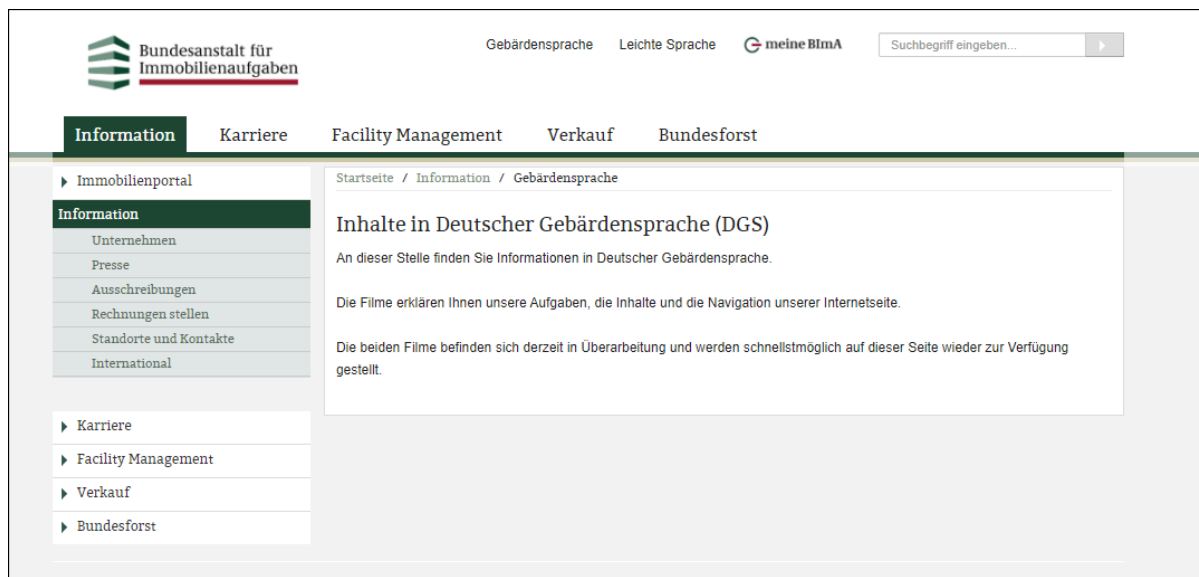 Bundesanstalt für
Immobilienaufgaben
Gebärdensprache Leichte Sprache meine BImA Suchbegriff eingeben...
Information Karriere Facility Management Verkauf Bundesforst
Immobilienportal
Information
Unternehmen
Presse
Ausschreibungen
Rechnungen stellen
Standorte und Kontakte
International
Karriere
Facility Management
Verkauf
Bundesforst
Startseite / Information / Gebärdensprache
Inhalte in Deutscher Gebärdensprache (DGS)
An dieser Stelle finden Sie Informationen in Deutscher Gebärdensprache.
Die Filme erklären Ihnen unsere Aufgaben, die Inhalte und die Navigation unserer Internetseite.
Die beiden Filme befinden sich derzeit in Überarbeitung und werden schnellstmöglich auf dieser Seite wieder zur Verfügung
gestellt.